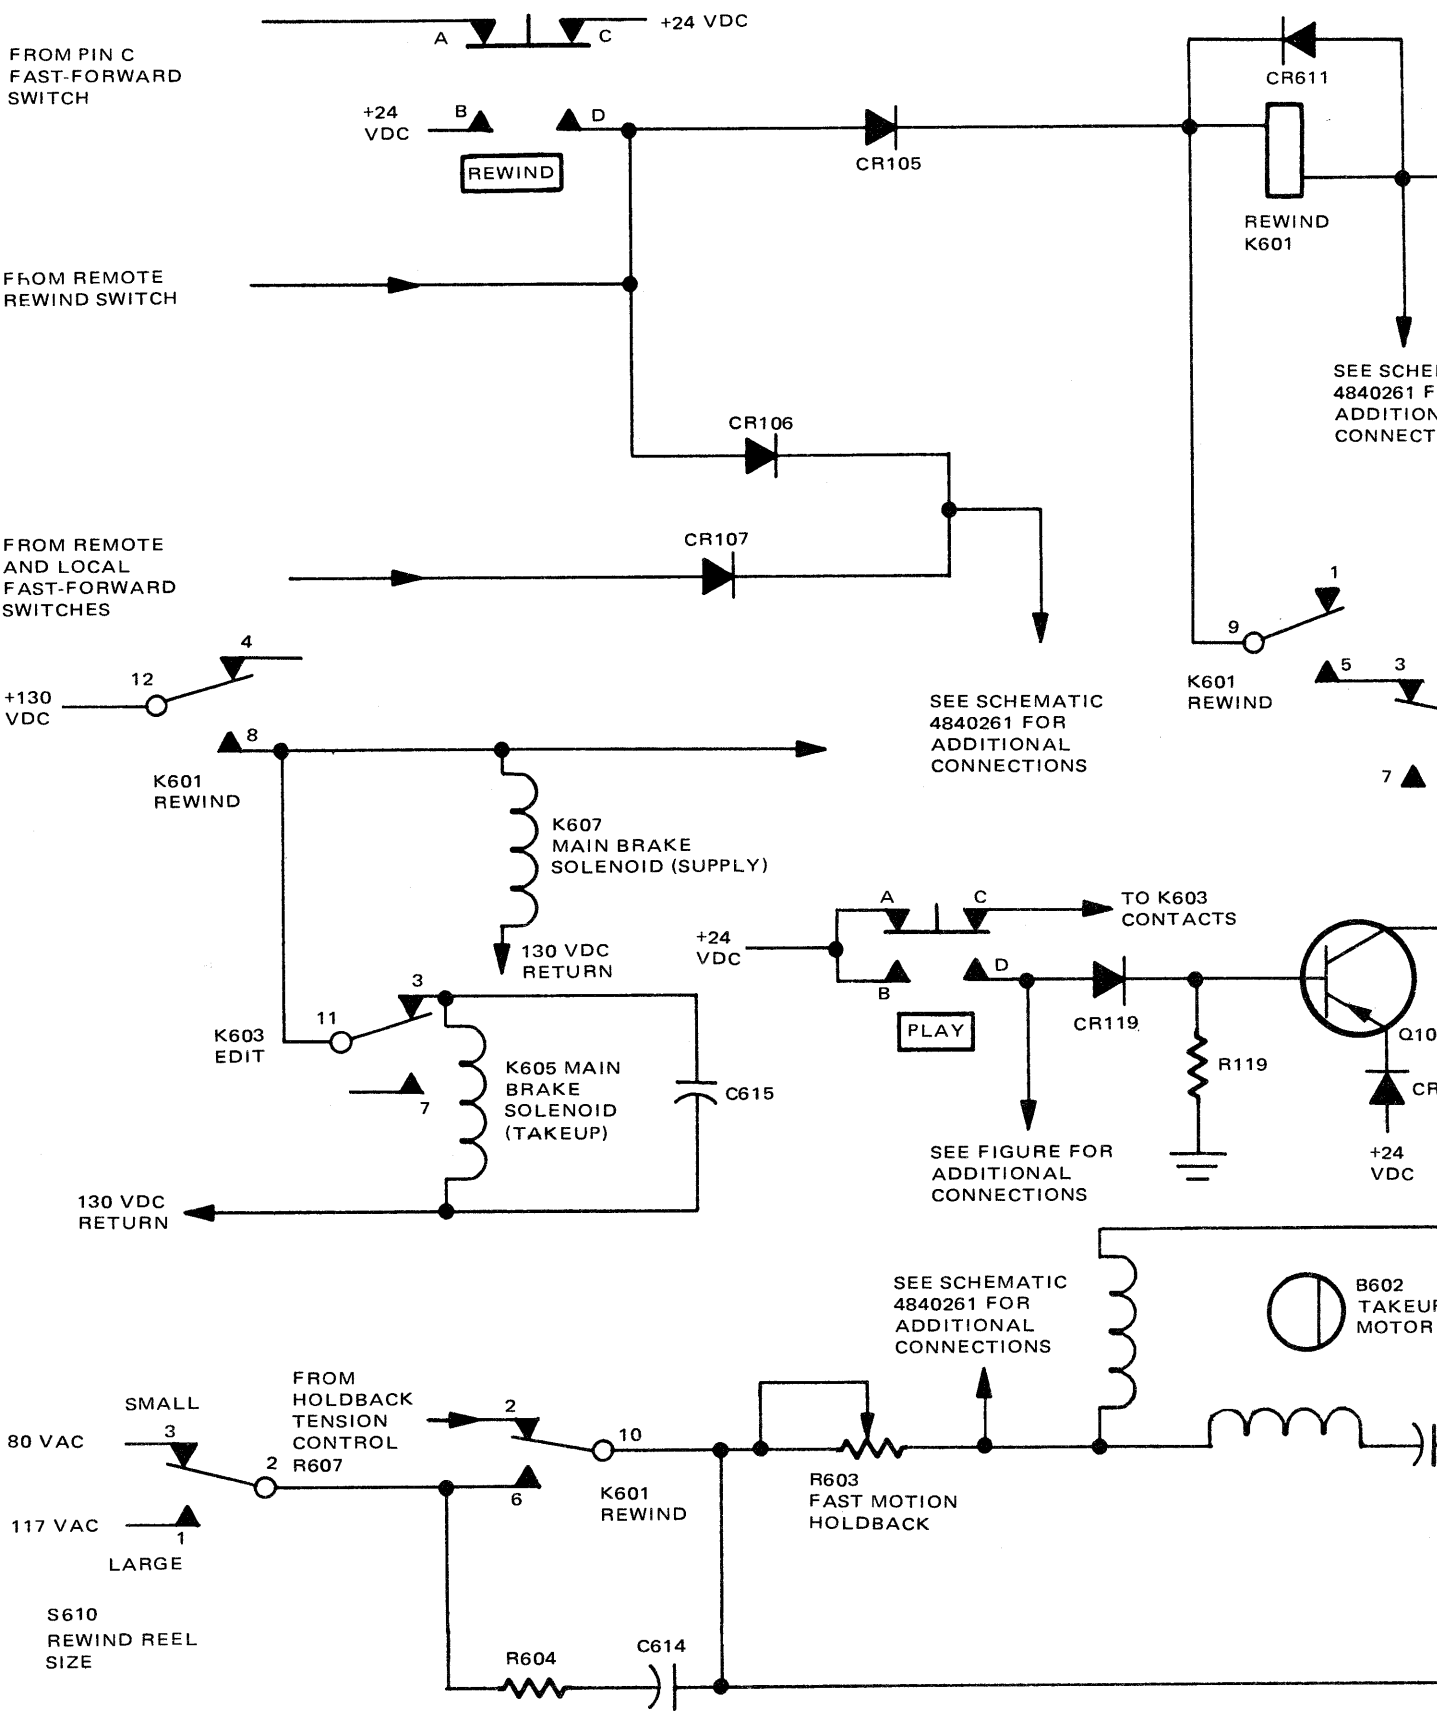 FROM PIN C
FAST-FORWARD
SWITCH
A
C
+24 VDC
+24
VDC
B
D
REWIND
CR105
CR611
REWIND
K601
FROM REMOTE
REWIND SWITCH
SEE
4840261
CR106
CR107
FROM REMOTE
AND LOCAL
FAST-FORWARD
SWITCHES
4
12
+130
VDC
8
K601
REWIND
K607
MAIN BRAKE
SOLENOID (SUPPLY)
130 VDC
RETURN
SEE SCHEMATIC
4840261 FOR
ADDITIONAL
CONNECTIONS
1
9
5
3
K601
REWIND
7
3
11
K603
EDIT
7
K605 MAIN
BRAKE
SOLENOID
(TAKEUP)
C615
130 VDC
RETURN
A
C
TO K603
CONTACTS
+24
VDC
B
D
PLAY
CR119
R119
+24
VDC
SEE FIGURE FOR
ADDITIONAL
CONNECTIONS
SEE SCHEMATIC
4840261 FOR
ADDITIONAL
CONNECTIONS
B602
MOTOR
SMALL
80 VAC
3
2
117 VAC
1
LARGE
S610
REWIND REEL
SIZE
FROM
HOLDBACK
TENSION
CONTROL
R607
2
10
6
K601
REWIND
R603
FAST MOTION
HOLDBACK
R604
C614